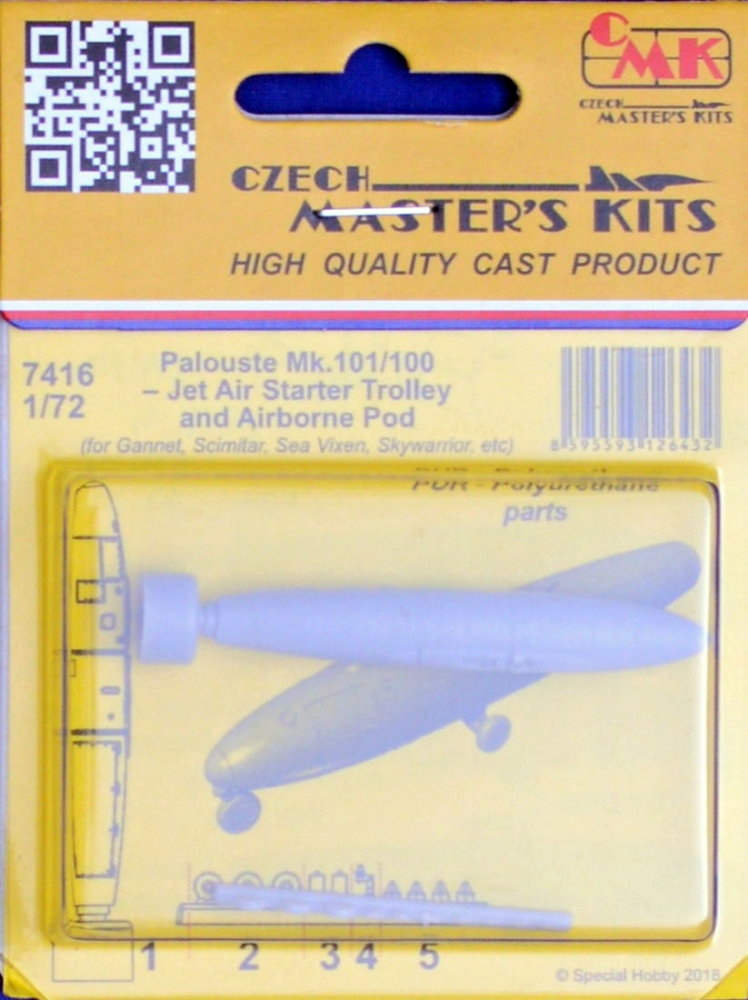 CMK
CZECH
MASTER'S KITS
CZECH
MASTER'S KITS
HIGH QUALITY CAST PRODUCT
7416
1/72
Palouste Mk.101/100
– Jet Air Starter Trolley
and Airborne Pod
(for Gannet, Scimitar, Sea Vixen, Skywarrior. etc)
8 595593 126432
PUR - Polyurethane
parts
1 2 3 4 5
© Special Hobby 2018